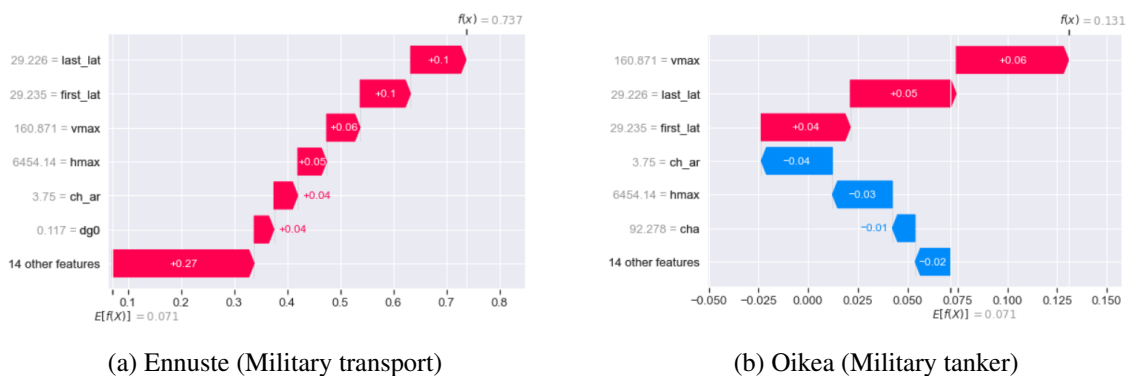 f(x) = 0.737
29.226 = last_lat
+0.1
29.235 = first_lat
+0.1
160.871 = vmax
+0.06
6454.14 = hmax
+0.05
3.75 = ch_ar
+0.04
0.117 = dg0
+0.04
14 other features
+0.27
0.1 0.2 0.3 0.4 0.5 0.6 0.7 0.8
E[f(X)] = 0.071
(a) Ennuste (Military transport)
f(x) = 0.131
160.871 = vmax
+0.06
29.226 = last_lat
+0.05
29.235 = first_lat
+0.04
3.75 = ch_ar
−0.04
6454.14 = hmax
−0.03
92.278 = cha
−0.01
14 other features
−0.02
−0.050 −0.025 0.000 0.025 0.050 0.075 0.100 0.125 0.150
E[f(X)] = 0.071
(b) Oikea (Military tanker)